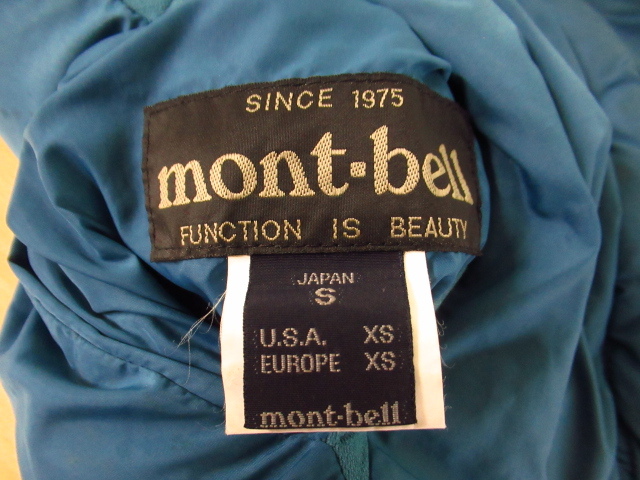 SINCE 1975
mont-bell
FUNCTION IS BEAUTY
JAPAN
S
U.S.A. XS
EUROPE XS
mont-bell